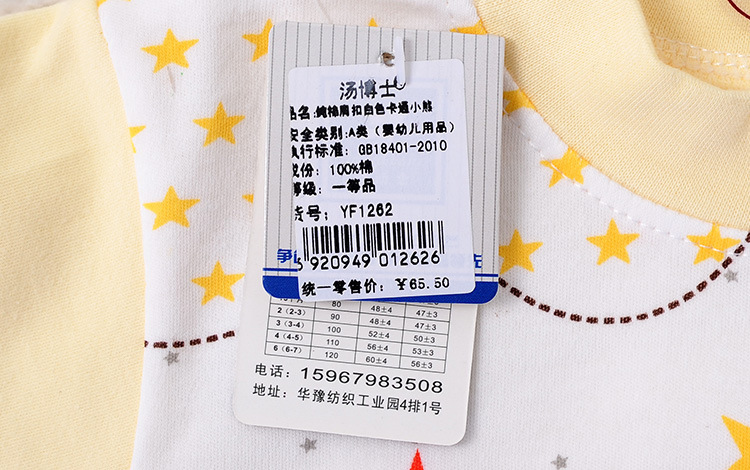 汤博士
品名:纯棉肩扣白色卡通小熊
安全类别:A类(婴幼儿用品)
执行标准: GB18401-2010
成份: 100%棉
等级: 一等品
货号: YF1262
争
先
6 920949 012626
统一零售价: ¥65.50
80 48±4 47±3
2 (2-3) 90 48±4 47±3
3 (3-4) 100 52±4 50±3
4 (4-5) 110 56±4 53±3
6 (6-7) 120 60±4 56±3
电话: 15967983508
地址: 华豫纺织工业园4排1号